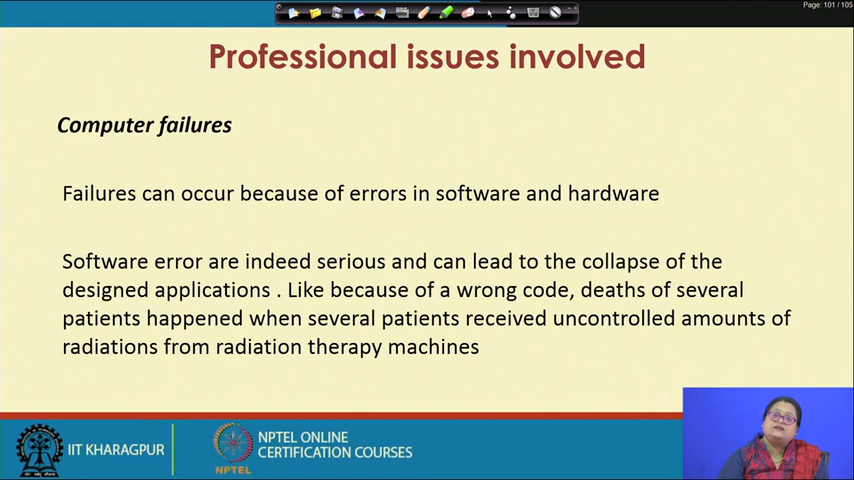 Page: 101 / 105
Professional issues involved
Computer failures
Failures can occur because of errors in software and hardware
Software error are indeed serious and can lead to the collapse of the
designed applications . Like because of a wrong code, deaths of several
patients happened when several patients received uncontrolled amounts of
radiations from radiation therapy machines
IIT KHARAGPUR
NPTEL
NPTEL ONLINE
CERTIFICATION COURSES